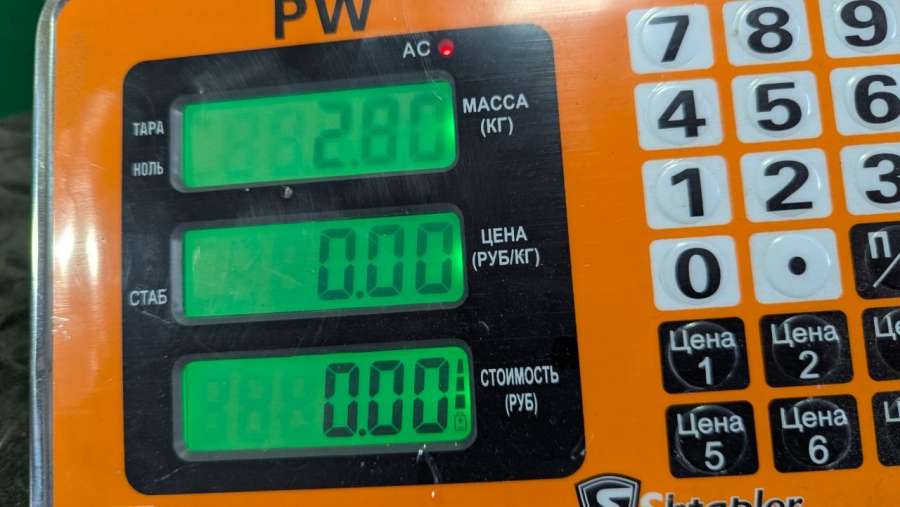 PW
AC
ТАРА
НОЛЬ
2.80
МАССА
(КГ)
СТАБ
0.00
ЦЕНА
(РУБ/КГ)
0.00
СТОИМОСТЬ
(РУБ)
7 8 9
4 5 6
1 2 3
0 •
Цена 1
Цена 2
Цена 5
Цена 6